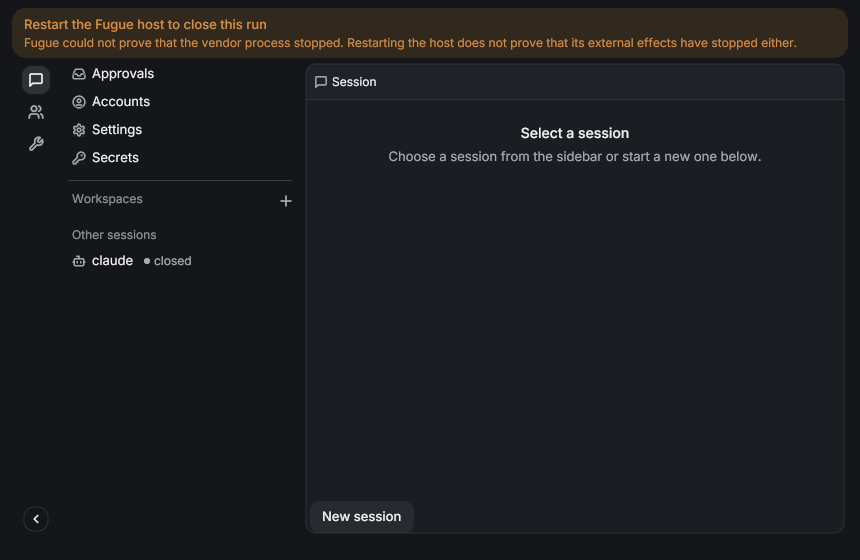 Restart the Fugue host to close this run
Fugue could not prove that the vendor process stopped. Restarting the host does not prove that its external effects have stopped either.
Approvals
Accounts
Settings
Secrets
Workspaces
Other sessions
claude closed
Session
Select a session
Choose a session from the sidebar or start a new one below.
New session